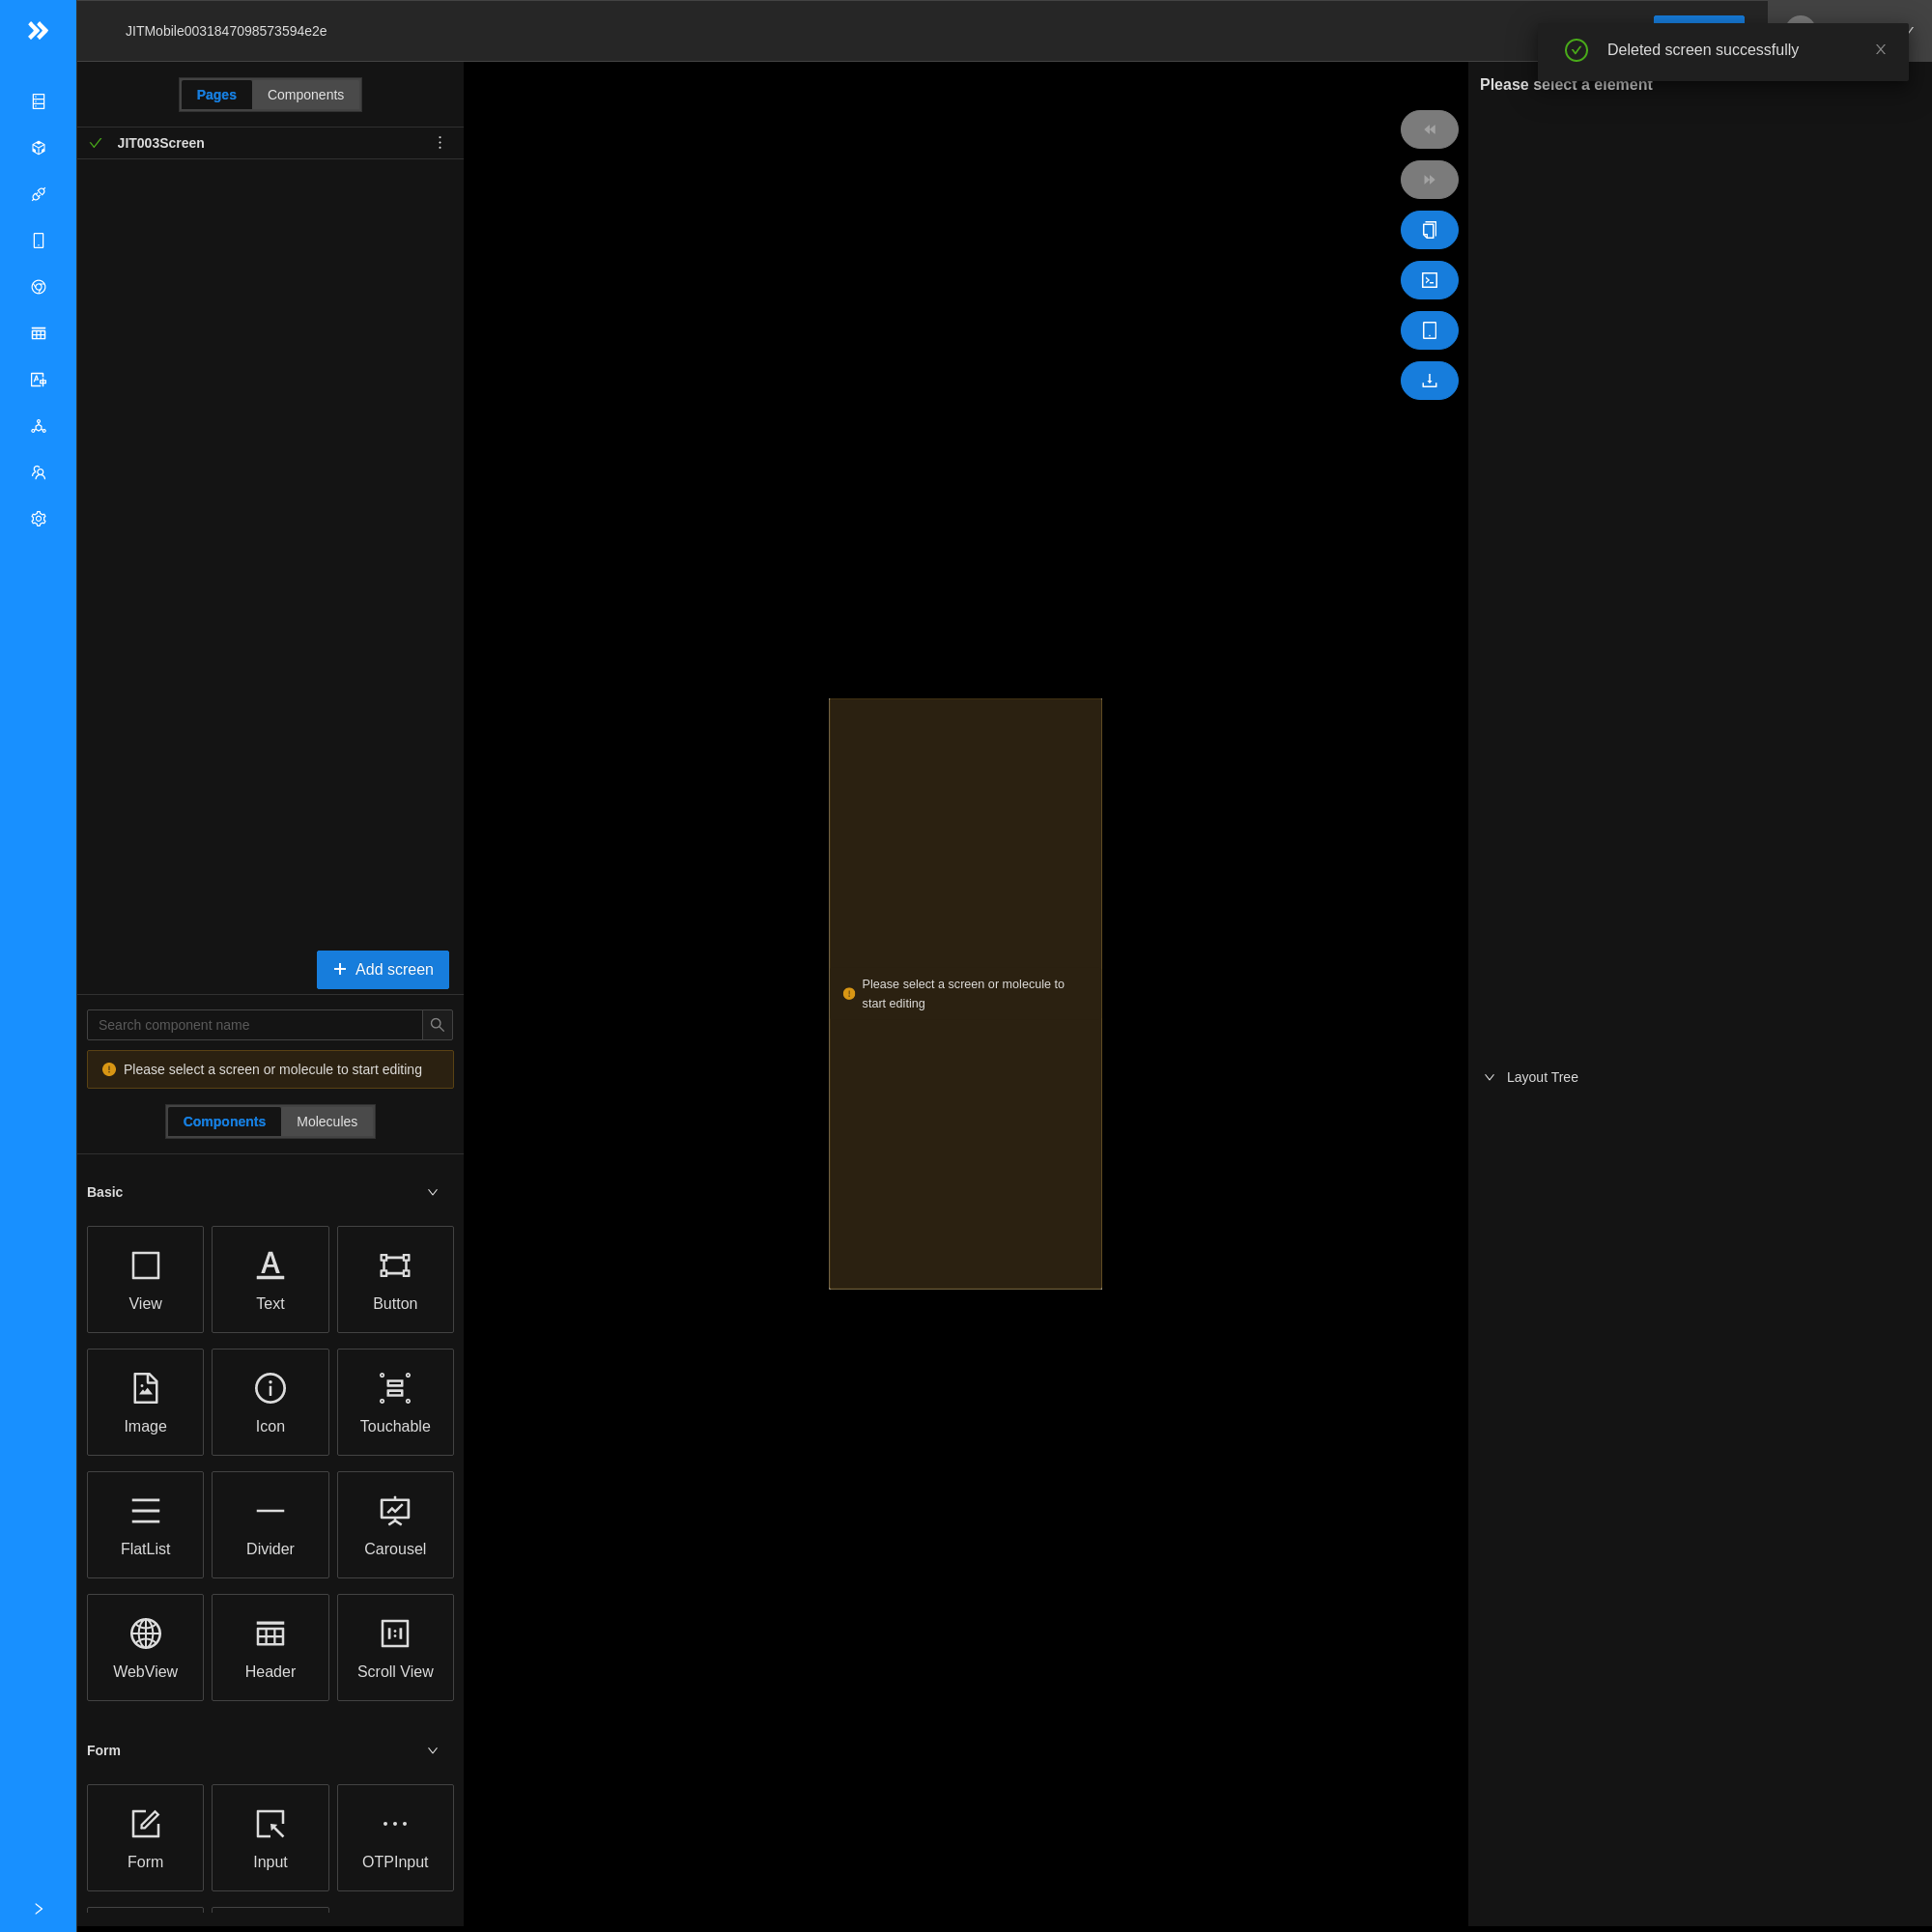 JITMobile0031847098573594e2e
Deleted screen successfully
Please select a element
Pages
Components
JIT003Screen
Add screen
Search component name
Please select a screen or molecule to start editing
Components
Molecules
Basic
View
Text
Button
Image
Icon
Touchable
FlatList
Divider
Carousel
WebView
Header
Scroll View
Form
Form
Input
OTPInput
Please select a screen or molecule to
start editing
Layout Tree